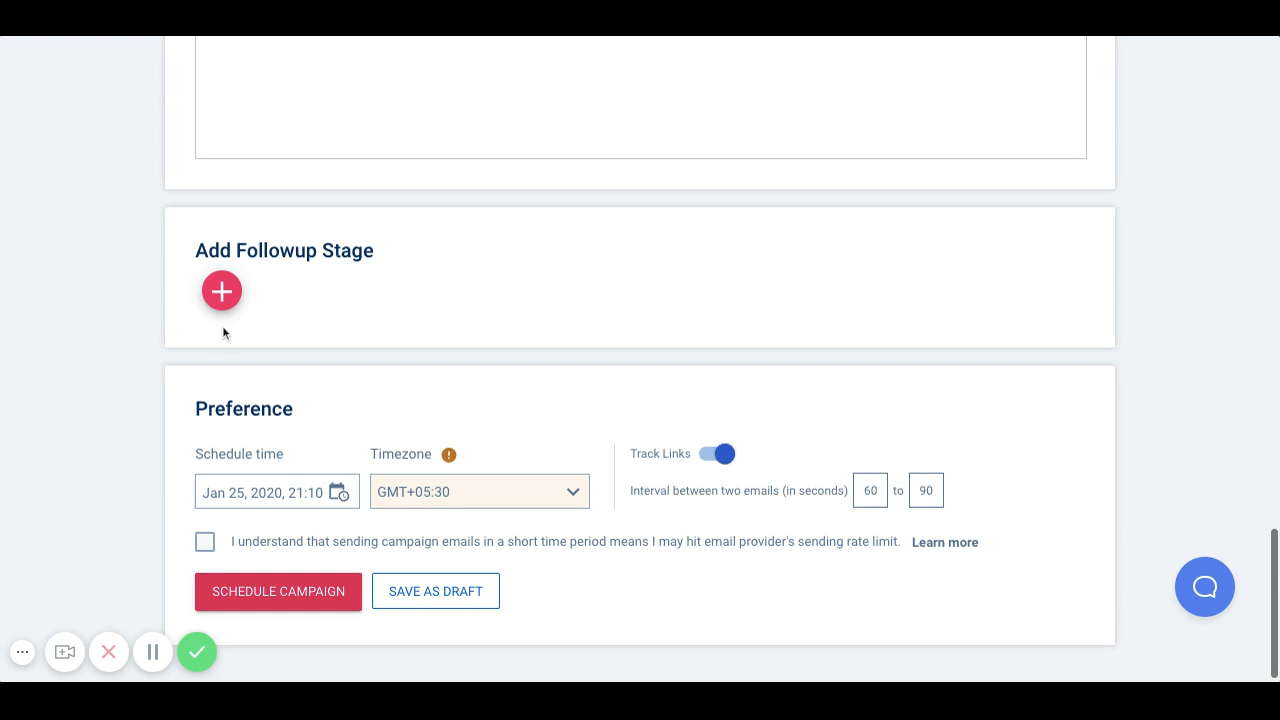 Add Followup Stage
Preference
Schedule time
Timezone
Track Links
Jan 25, 2020, 21:10
GMT+05:30
Interval between two emails (in seconds) 60 to 90
I understand that sending campaign emails in a short time period means I may hit email provider's sending rate limit. Learn more
SCHEDULE CAMPAIGN
SAVE AS DRAFT